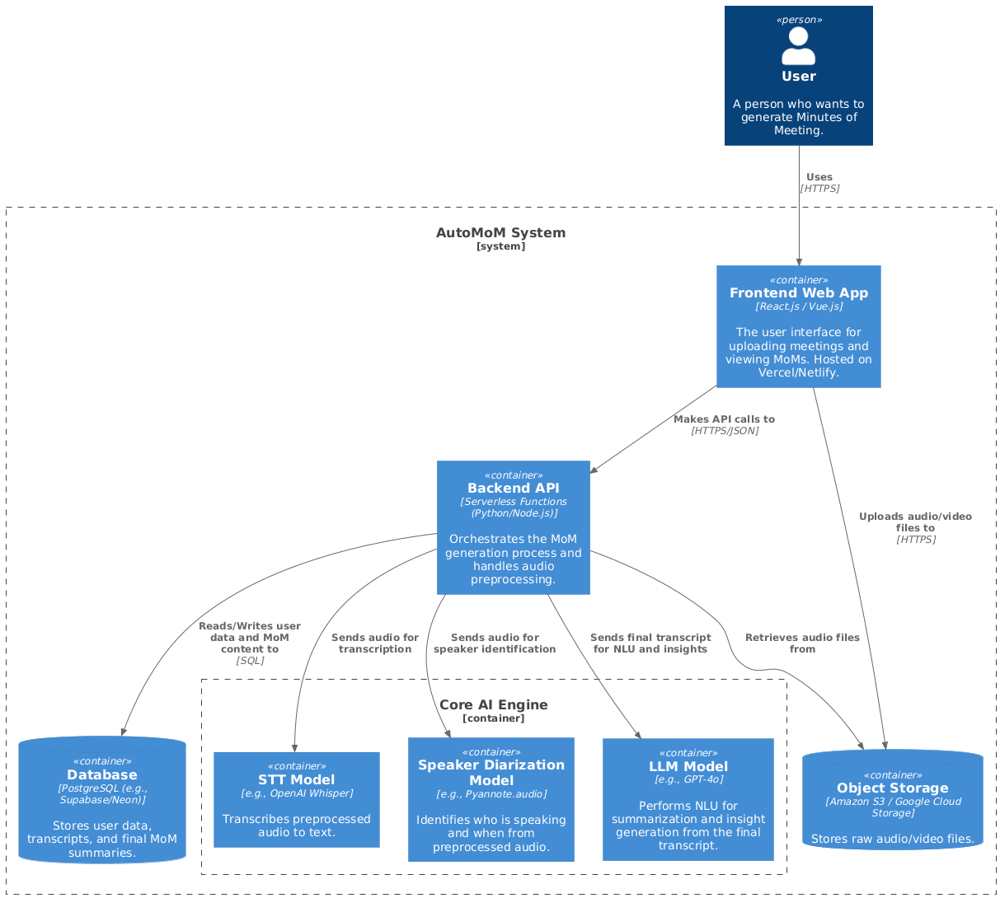 «person»
User
A person who wants to
generate Minutes of
Meeting.
Uses
[HTTPS]
AutoMoM System
[system]
«container»
Frontend Web App
[React.js / Vue.js]
The user interface for
uploading meetings and
viewing MoMs. Hosted on
Vercel/Netlify.
Makes API calls to
[HTTPS/JSON]
«container»
Backend API
[Serverless Functions
(Python/Node.js)]
Orchestrates the MoM
generation process and
handles audio
preprocessing.
Uploads audio/video
files to
[HTTPS]
Reads/Writes user
data and MoM
content to
[SQL]
Sends audio for
transcription
Sends audio for
speaker identification
Sends final transcript
for NLU and insights
Retrieves audio files
from
Core AI Engine
[container]
«container»
Database
[PostgreSQL (e.g.,
Supabase/Neon)]
Stores user data,
transcripts, and final MoM
summaries.
«container»
STT Model
[e.g., OpenAI Whisper]
Transcribes preprocessed
audio to text.
«container»
Speaker Diarization
Model
[e.g., Pyannote.audio]
Identifies who is speaking
and when from
preprocessed audio.
«container»
LLM Model
[e.g., GPT-4o]
Performs NLU for
summarization and insight
generation from the final
transcript.
«container»
Object Storage
[Amazon S3 / Google Cloud
Storage]
Stores raw audio/video files.